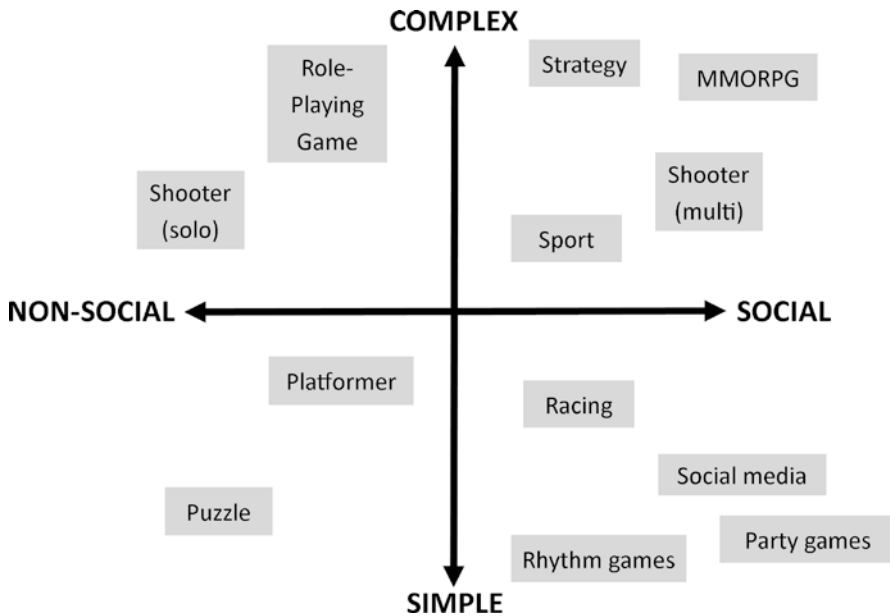 COMPLEX
Role-
Playing
Game
Strategy
MMORPG
Shooter
(solo)
Shooter
(multi)
Sport
NON-SOCIAL
SOCIAL
Platformer
Racing
Social media
Puzzle
Party games
Rhythm games
SIMPLE